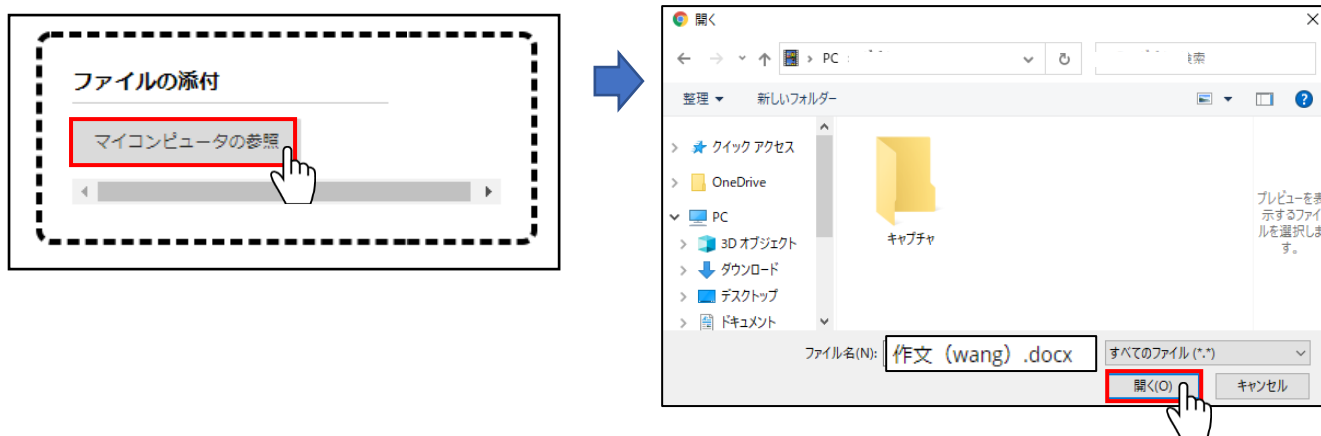 ファイルの添付
マイコンピュータの参照
開く
PC
検索
整理
新しいフォルダー
クイック アクセス
OneDrive
PC
3D オブジェクト
ダウンロード
デスクトップ
ドキュメント
キャプチャ
プレビューを表
示するファイ
ルを選択しま
す。
ファイル名(N):
作文（wang）.docx
すべてのファイル (*.*)
開く(O)
キャンセル